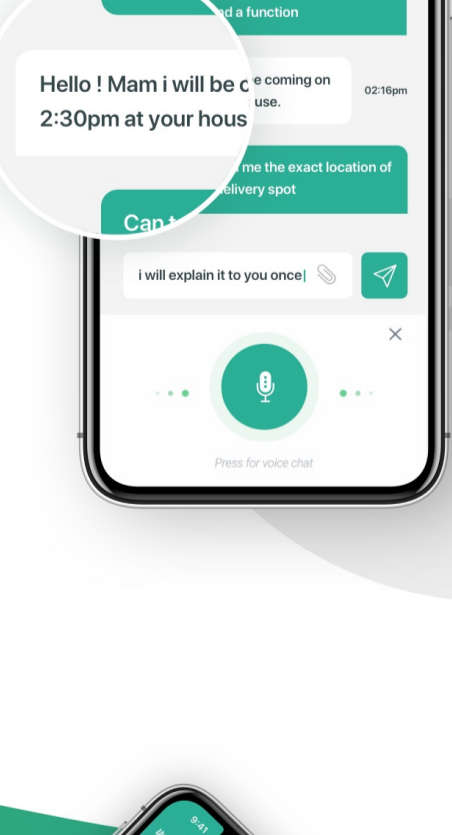 nd a function
Hello ! Mam i will be c
e coming on
2:30pm at your hous
use.
02:16pm
me the exact location of
elivery spot
Can t
i will explain it to you once
Press for voice chat
9:41